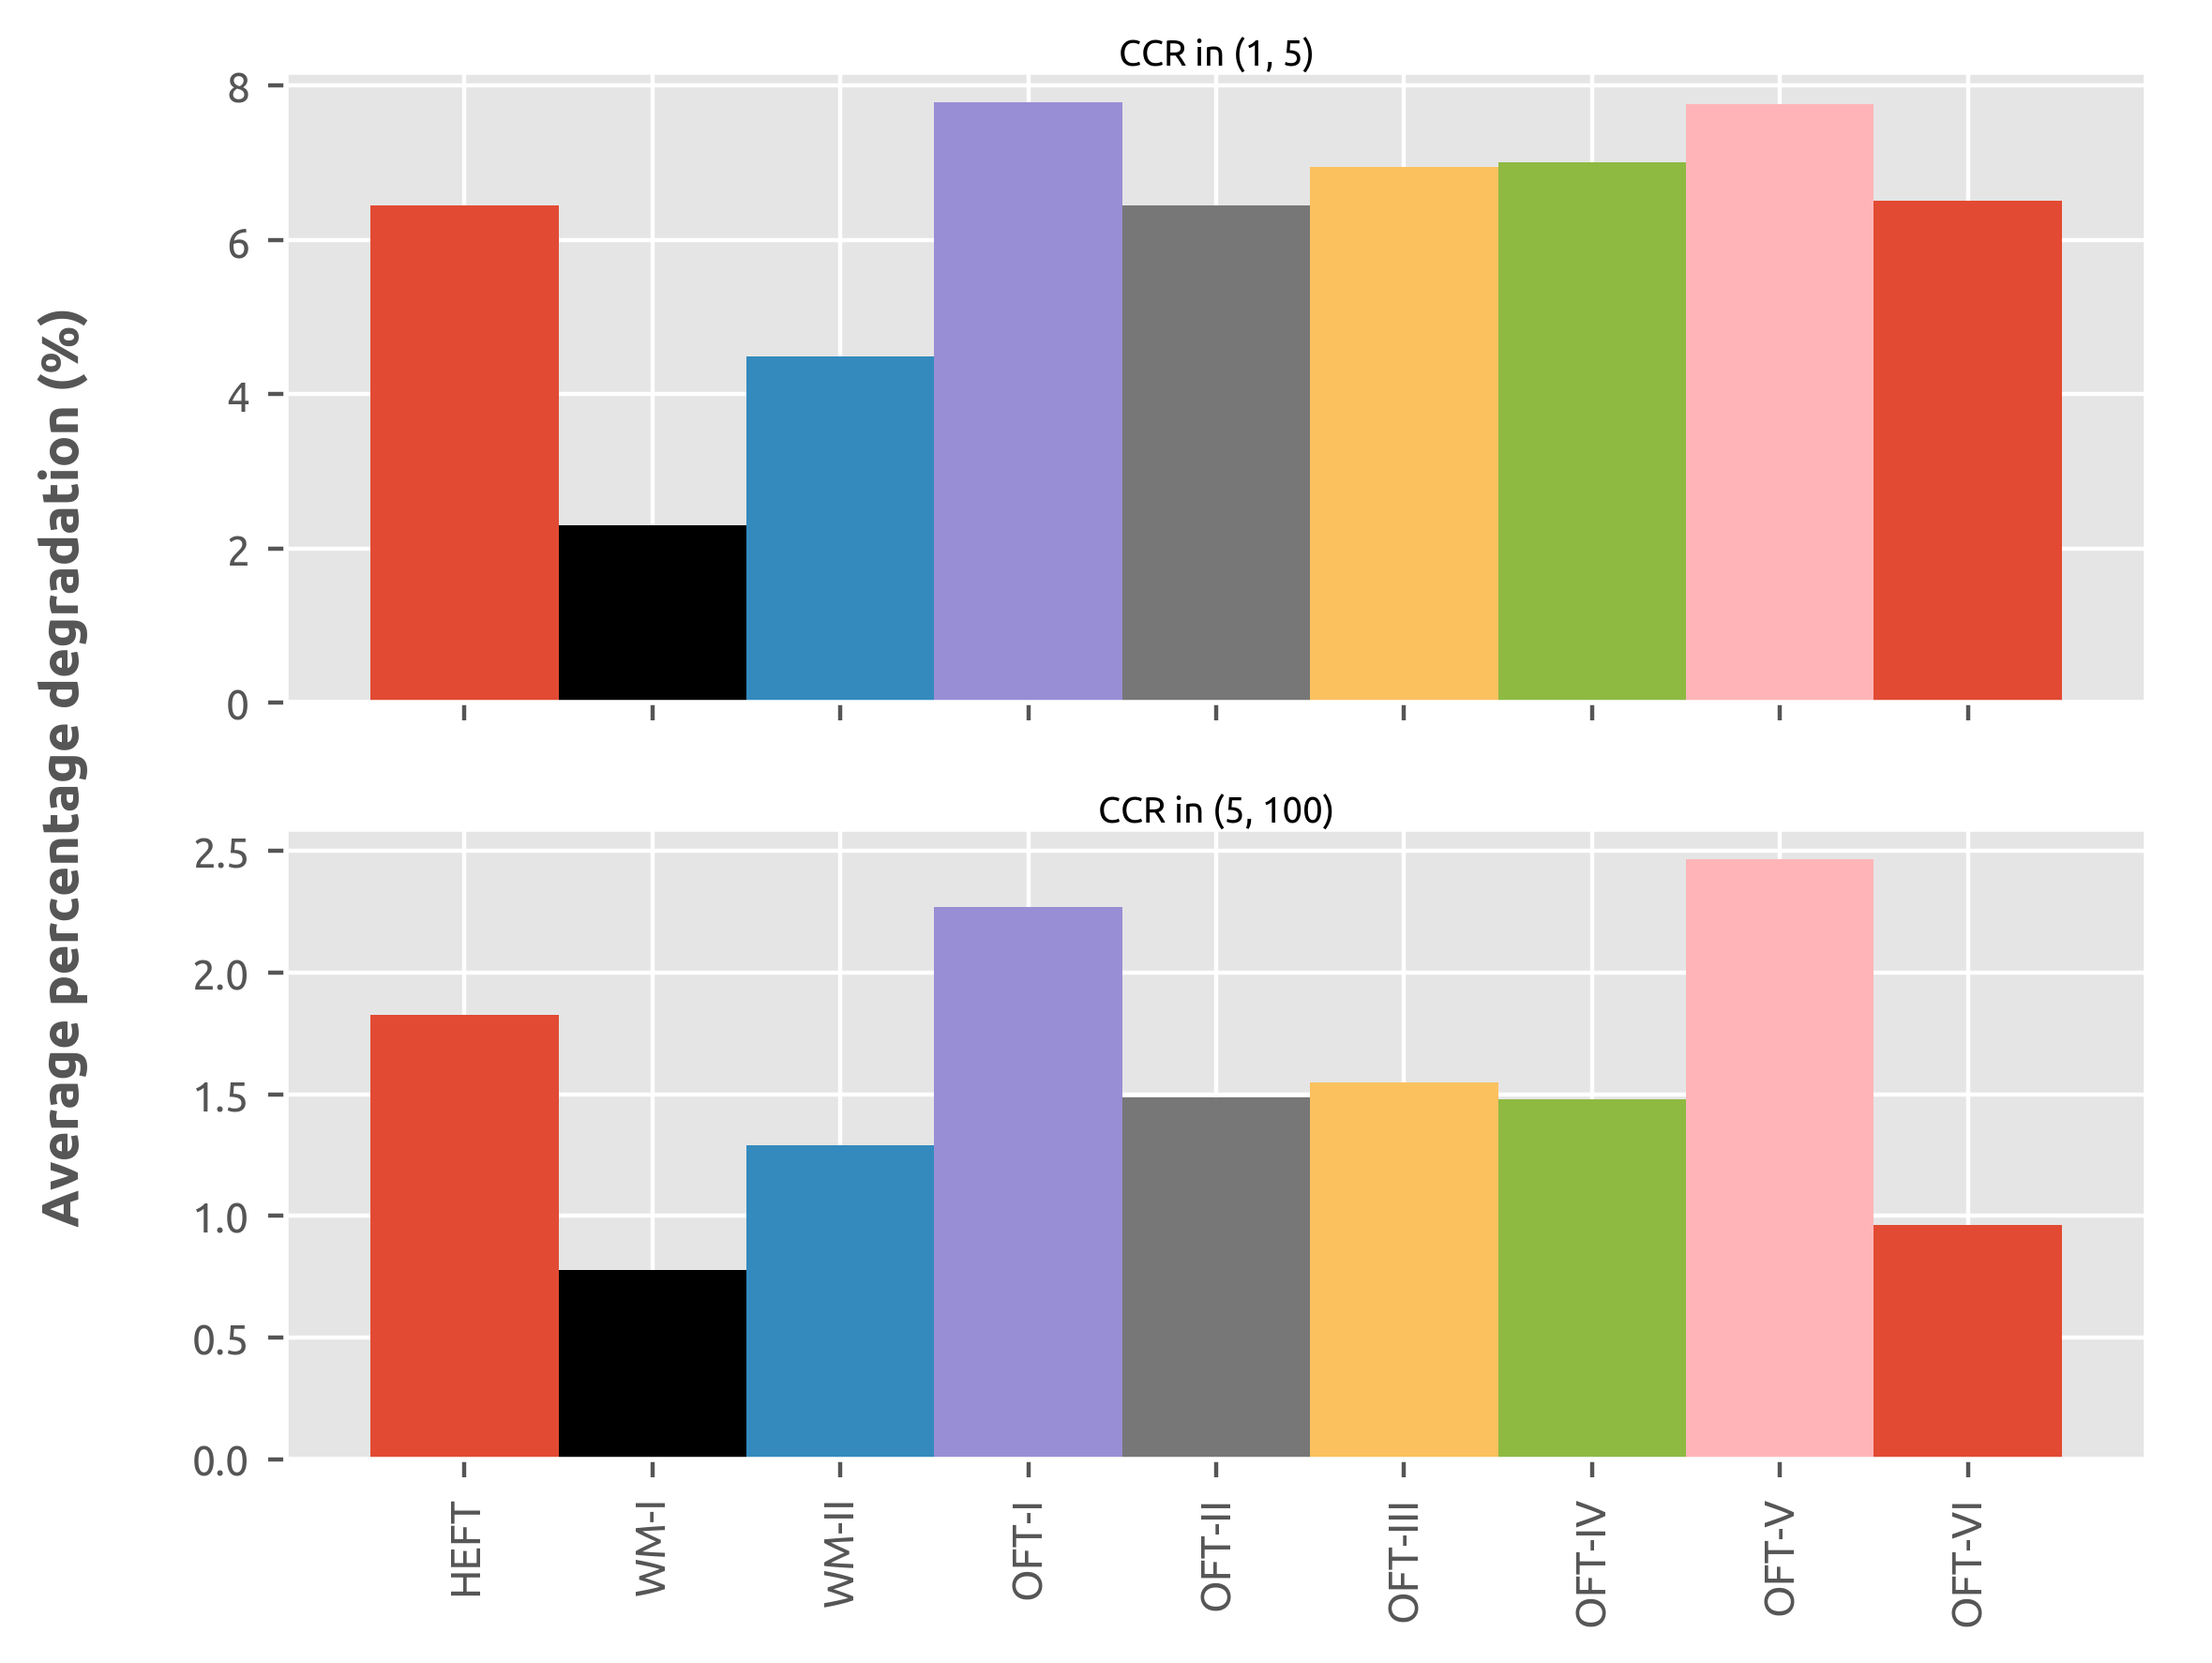 CCR in (1, 5)
8
6
4
2
0
Average percentage degradation (%)
CCR in (5, 100)
2.5
2.0
1.5
1.0
0.5
0.0
HEFT
WM-I
WM-II
OFT-I
OFT-II
OFT-III
OFT-IV
OFT-V
OFT-VI